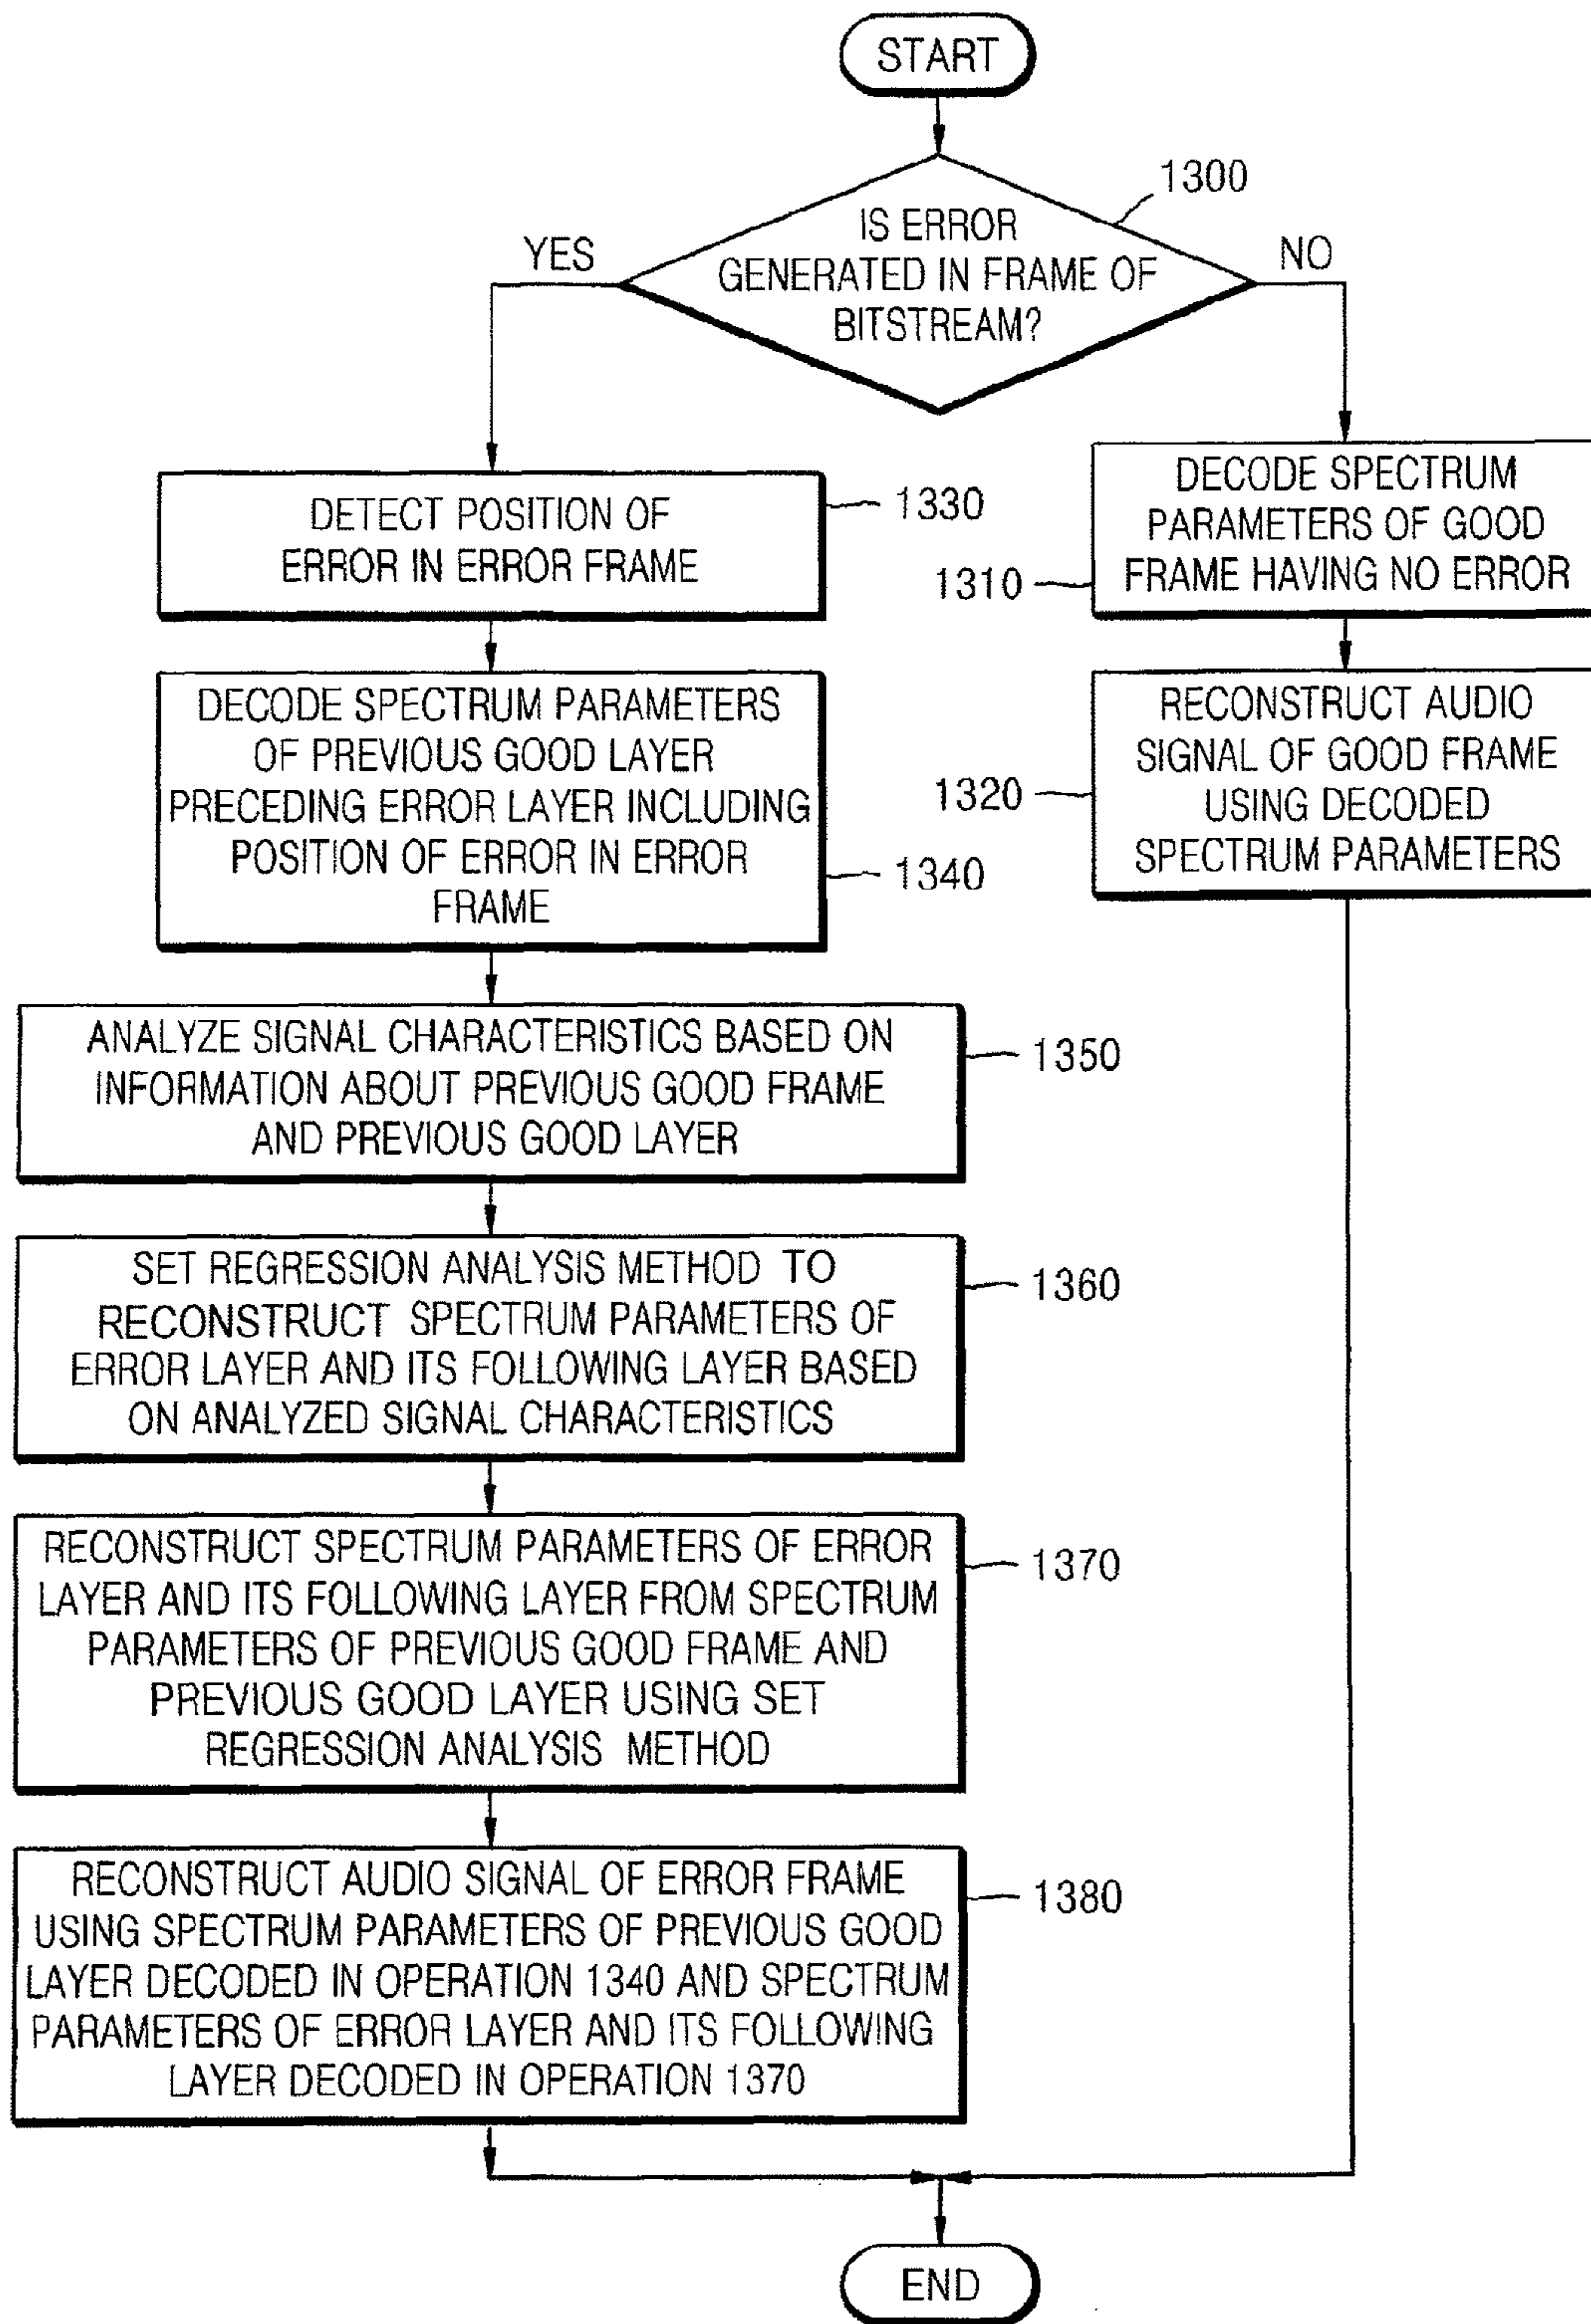 START
1300
IS ERROR
GENERATED IN FRAME OF
BITSTREAM?
YES
NO
DETECT POSITION OF
ERROR IN ERROR FRAME
1330
DECODE SPECTRUM
PARAMETERS OF GOOD
FRAME HAVING NO ERROR
1310
DECODE SPECTRUM PARAMETERS
OF PREVIOUS GOOD LAYER
PRECEDING ERROR LAYER INCLUDING
POSITION OF ERROR IN ERROR
FRAME
1340
RECONSTRUCT AUDIO
SIGNAL OF GOOD FRAME
USING DECODED
SPECTRUM PARAMETERS
1320
ANALYZE SIGNAL CHARACTERISTICS BASED ON
INFORMATION ABOUT PREVIOUS GOOD FRAME
AND PREVIOUS GOOD LAYER
1350
SET REGRESSION ANALYSIS METHOD TO
RECONSTRUCT SPECTRUM PARAMETERS OF
ERROR LAYER AND ITS FOLLOWING LAYER BASED
ON ANALYZED SIGNAL CHARACTERISTICS
1360
RECONSTRUCT SPECTRUM PARAMETERS OF ERROR
LAYER AND ITS FOLLOWING LAYER FROM SPECTRUM
PARAMETERS OF PREVIOUS GOOD FRAME AND
PREVIOUS GOOD LAYER USING SET
REGRESSION ANALYSIS METHOD
1370
RECONSTRUCT AUDIO SIGNAL OF ERROR FRAME
USING SPECTRUM PARAMETERS OF PREVIOUS GOOD
LAYER DECODED IN OPERATION 1340 AND SPECTRUM
PARAMETERS OF ERROR LAYER AND ITS FOLLOWING
LAYER DECODED IN OPERATION 1370
1380
END